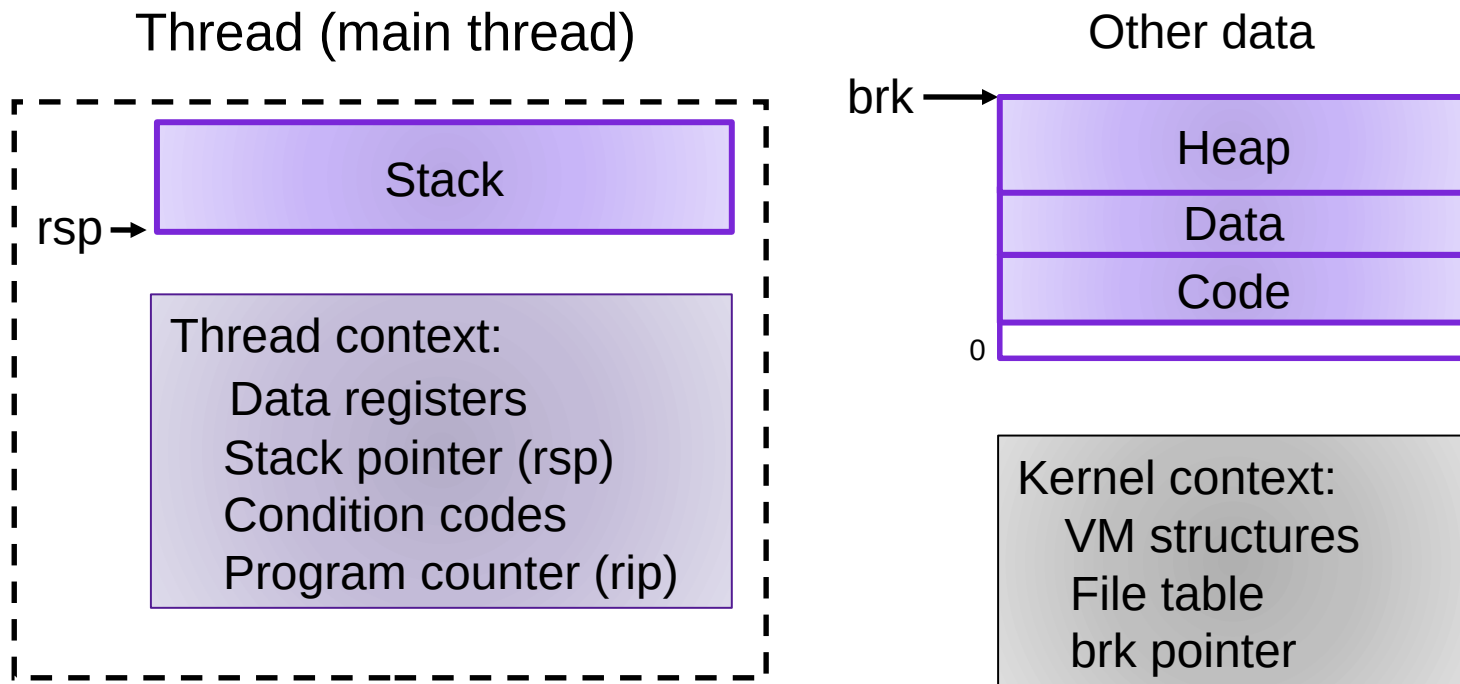 Thread (main thread)
Stack
rsp
Thread context:
Data registers
Stack pointer (rsp)
Condition codes
Program counter (rip)
Other data
brk
Heap
Data
Code
0
Kernel context:
VM structures
File table
brk pointer